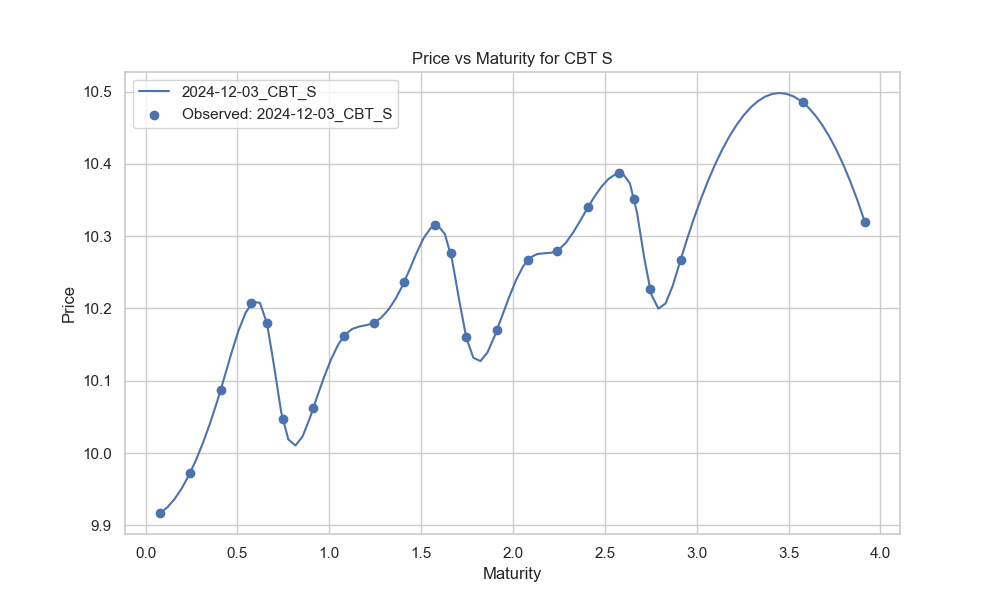 Price vs Maturity for CBT S
2024-12-03_CBT_S
Observed: 2024-12-03_CBT_S
10.5
10.4
10.3
10.2
10.1
10.0
9.9
Price
0.0 0.5 1.0 1.5 2.0 2.5 3.0 3.5 4.0
Maturity